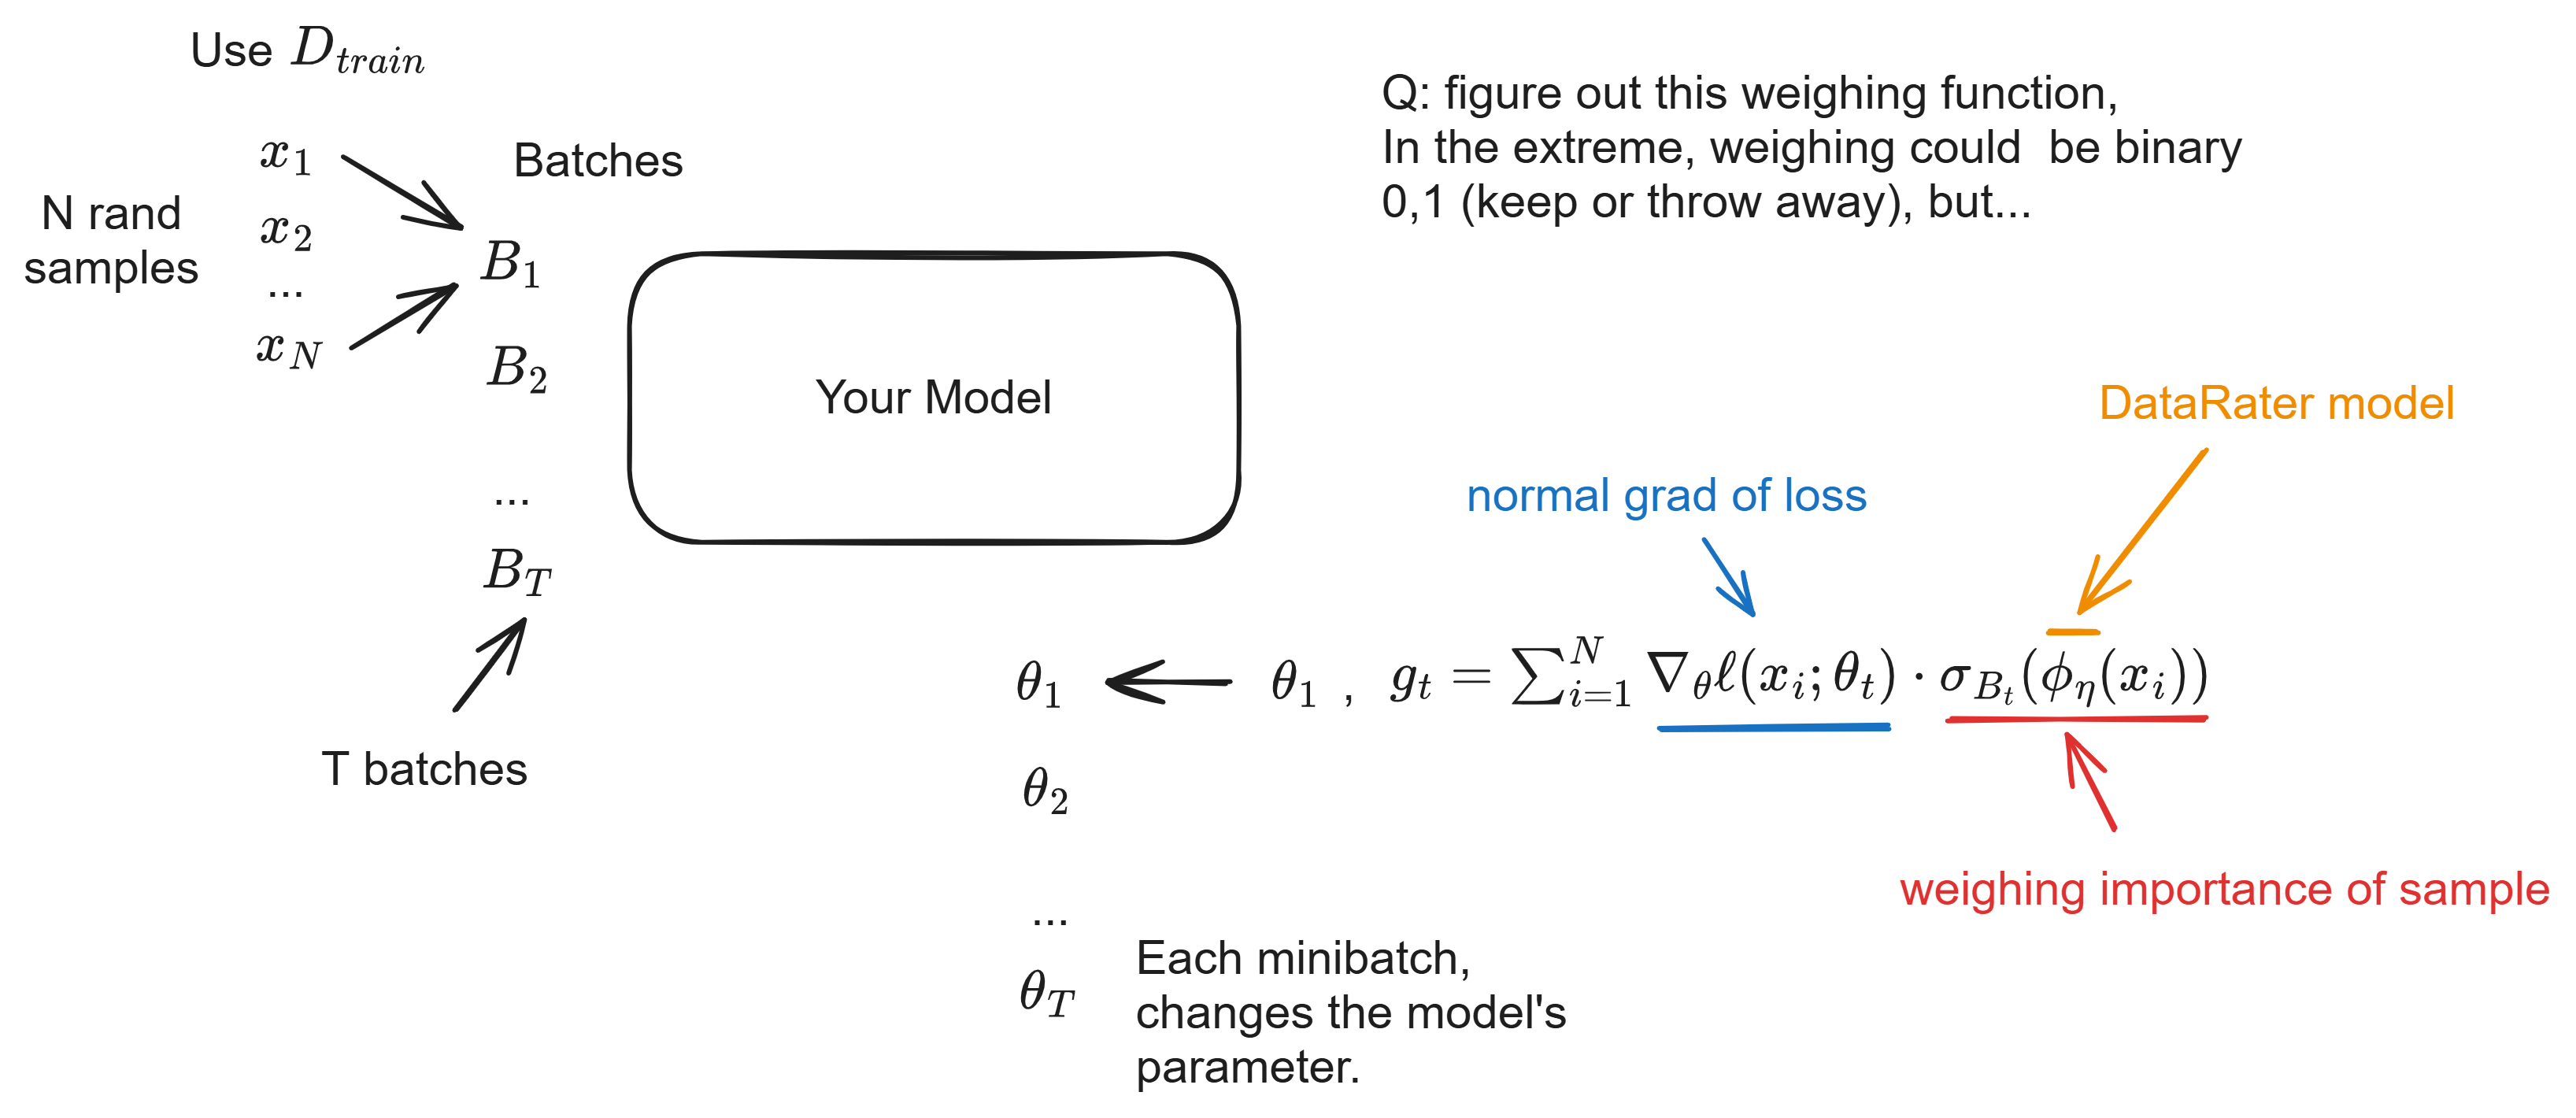 Use $D_{train}$
N rand
samples
$x_1$
$x_2$
...
$x_N$
Batches
$B_1$
$B_2$
...
$B_T$
T batches
Your Model
Q: figure out this weighing function,
In the extreme, weighing could  be binary
0,1 (keep or throw away), but...
DataRater model
normal grad of loss
$\theta_1$ $\theta_1$ , $g_t = \sum_{i=1}^{N} \nabla_\theta \ell(x_i; \theta_t) \cdot \sigma_{B_t}(\phi_\eta(x_i))$
$\theta_2$
...
$\theta_T$
weighing importance of sample
Each minibatch,
changes the model's
parameter.